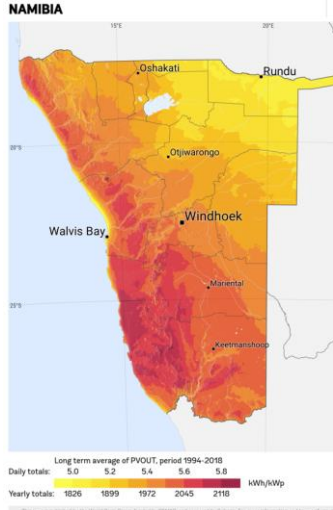 NAMIBIA
15°E
20°E
Oshakati
Rundu
20°S
Otjiwarongo
Windhoek
Walvis Bay
25°S
Mariental
Keetmanshoop
Long term average of PVOUT, period 1994-2018
Daily totals: 5.0 5.2 5.4 5.6 5.8
kWh/kWp
Yearly totals: 1826 1899 1972 2045 2118